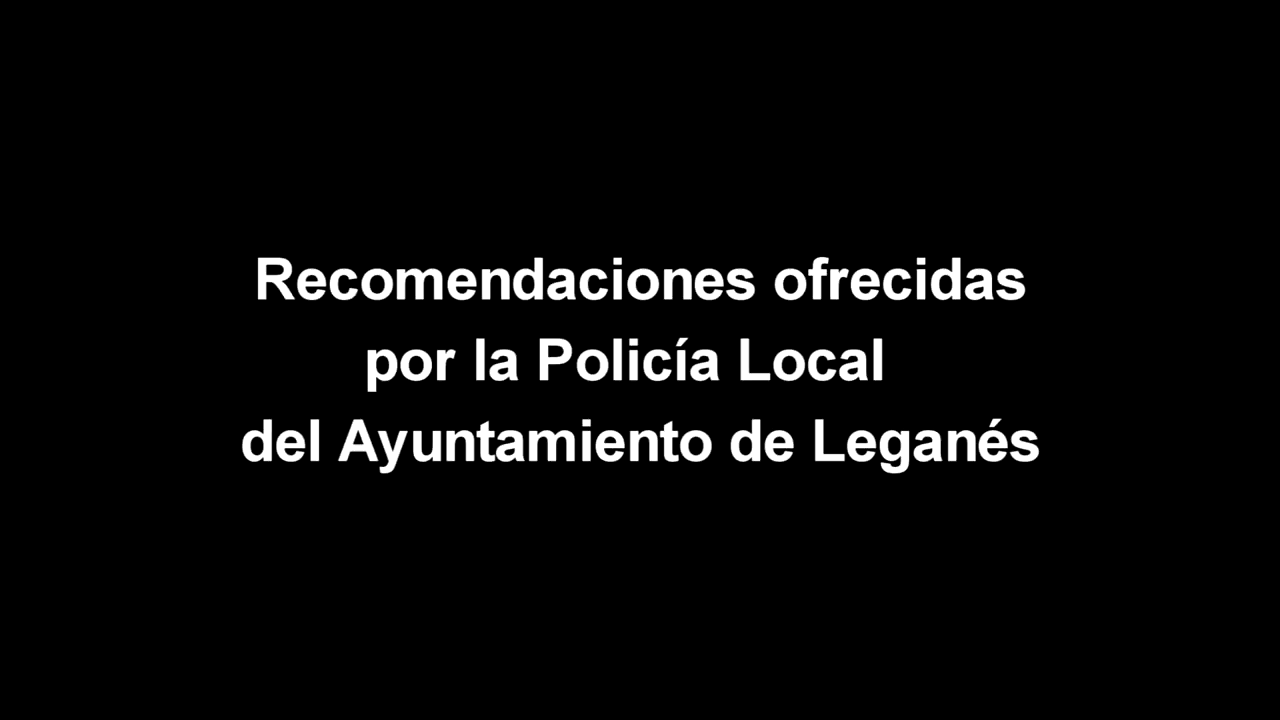 Recomendaciones ofrecidas
por la Policía Local
del Ayuntamiento de Leganés